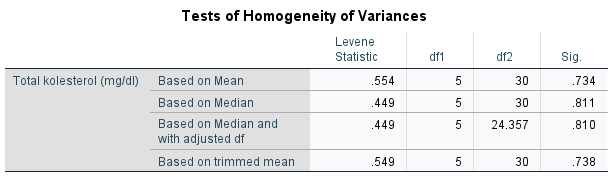 Tests of Homogeneity of Variances
Levene
Statistic df1 df2 Sig.
Total kolesterol (mg/dl) Based on Mean .554 5 30 .734
Based on Median .449 5 30 .811
Based on Median and
with adjusted df .449 5 24.357 .810
Based on trimmed mean .549 5 30 .738